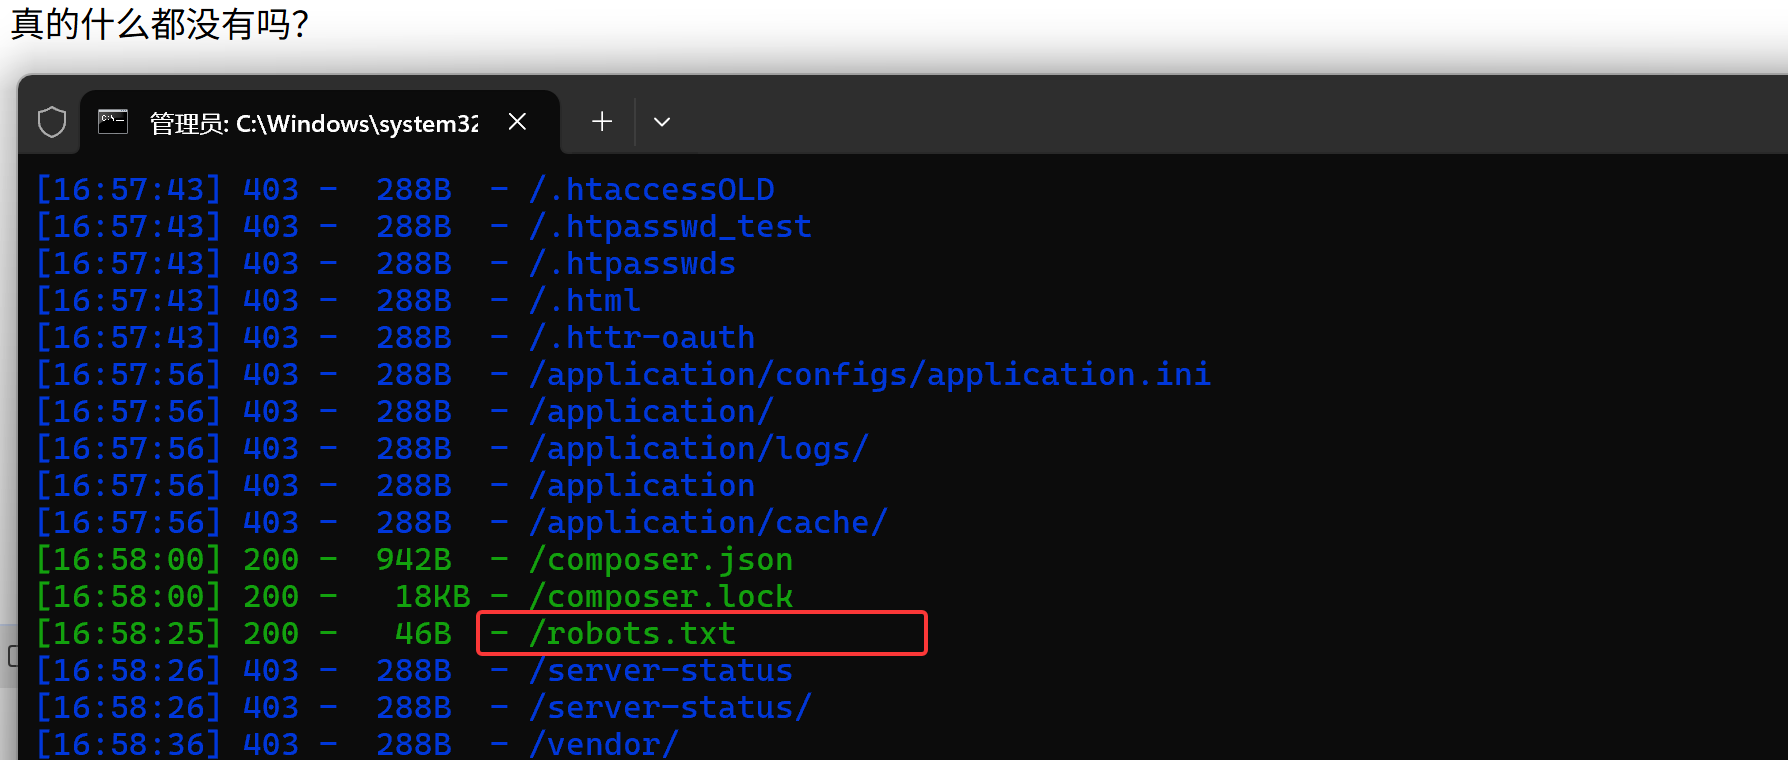 真的什么都没有吗？
管理员: C:\Windows\system32
[16:57:43] 403 -  288B  - /.htaccessOLD
[16:57:43] 403 -  288B  - /.htpasswd_test
[16:57:43] 403 -  288B  - /.htpasswds
[16:57:43] 403 -  288B  - /.html
[16:57:43] 403 -  288B  - /.httr-oauth
[16:57:56] 403 -  288B  - /application/configs/application.ini
[16:57:56] 403 -  288B  - /application/
[16:57:56] 403 -  288B  - /application/logs/
[16:57:56] 403 -  288B  - /application
[16:57:56] 403 -  288B  - /application/cache/
[16:58:00] 200 -  942B  - /composer.json
[16:58:00] 200 -   18KB - /composer.lock
[16:58:25] 200 -   46B  - /robots.txt
[16:58:26] 403 -  288B  - /server-status
[16:58:26] 403 -  288B  - /server-status/
[16:58:36] 403 -  288B  - /vendor/